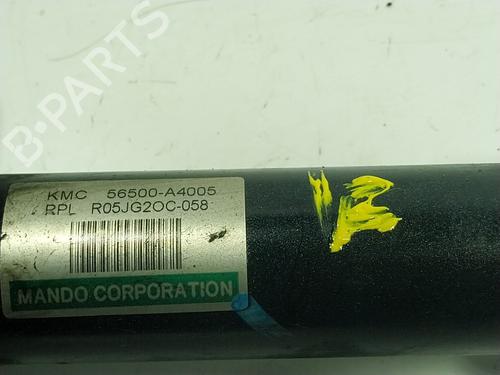 B-PARTS
KMC 56500-A4005
RPL R05JG2OC-058
MANDO CORPORATION